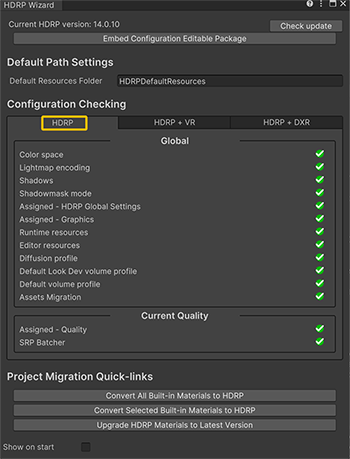 HDRP Wizard
Current HDRP version: 14.0.10
Check update
Embed Configuration Editable Package
Default Path Settings
Default Resources Folder HDRPDefaultResources
Configuration Checking
HDRP HDRP + VR HDRP + DXR
Global
Color space
Lightmap encoding
Shadows
Shadowmask mode
Assigned - HDRP Global Settings
Assigned - Graphics
Runtime resources
Editor resources
Diffusion profile
Default Look Dev volume profile
Default volume profile
Assets Migration
Current Quality
Assigned - Quality
SRP Batcher
Project Migration Quick-links
Convert All Built-in Materials to HDRP
Convert Selected Built-in Materials to HDRP
Upgrade HDRP Materials to Latest Version
Show on start